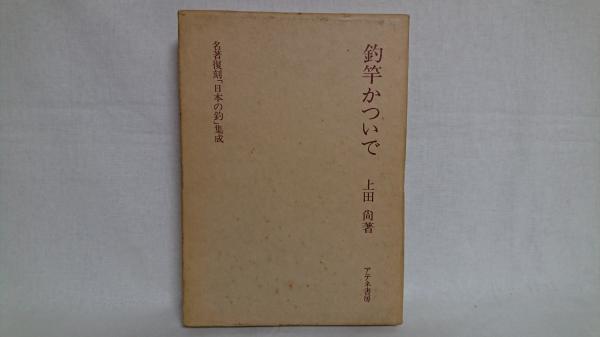 釣竿かついで
上田 尚著
アテネ書房
名著復刻「日本の釣」集成